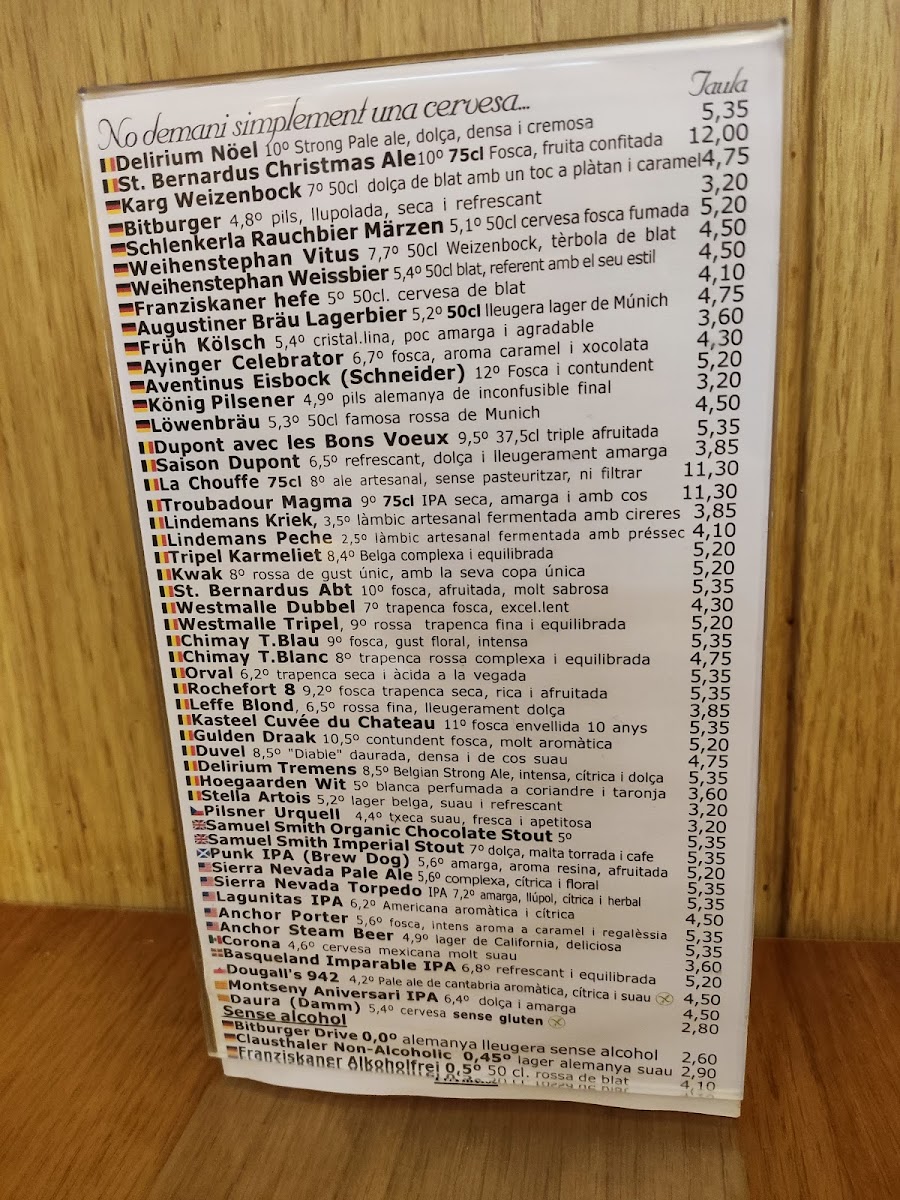 Taula
No demani simplement una cervesa...
Delirium Nöel 10º Strong Pale ale, dolça, densa i cremosa 5,35
St. Bernardus Christmas Ale10º 75cl Fosca, fruita confitada 12,00
Karg Weizenbock 7º 50cl dolça de blat amb un toc a plàtan i caramel 4,75
Bitburger 4,8º pils, llupolada, seca i refrescant 3,20
Schlenkerla Rauchbier Märzen 5,1º 50cl cervesa fosca fumada 5,20
Weihenstephan Vitus 7,7º 50cl Weizenbock, tèrbola de blat 4,50
Weihenstephan Weissbier 5,4º 50cl blat, referent amb el seu estil 4,50
Franziskaner hefe 5º 50cl. cervesa de blat 4,10
Augustiner Bräu Lagerbier 5,2º 50cl lleugera lager de Múnich 4,75
Früh Kölsch 5,4º cristal.lina, poc amarga i agradable 3,60
Ayinger Celebrator 6,7º fosca, aroma caramel i xocolata 4,30
Aventinus Eisbock (Schneider) 12º Fosca i contundent 5,20
König Pilsener 4,9º pils alemanya de inconfusible final 3,20
Löwenbräu 5,3º 50cl famosa rossa de Munich 4,50
Dupont avec les Bons Voeux 9,5º 37,5cl triple afruitada 5,35
Saison Dupont 6,5º refrescant, dolça i lleugerament amarga 3,85
La Chouffe 75cl 8º ale artesanal, sense pasteuritzar, ni filtrar 11,30
Troubadour Magma 9º 75cl IPA seca, amarga i amb cos 11,30
Lindemans Kriek, 3,5º làmbic artesanal fermentada amb cireres 3,85
Lindemans Peche 2,5º làmbic artesanal fermentada amb préssec 4,10
Tripel Karmeliet 8,4º Belga complexa i equilibrada 5,20
Kwak 8º rossa de gust únic, amb la seva copa única 5,20
St. Bernardus Abt 10º fosca, afruitada, molt sabrosa 5,35
Westmalle Dubbel 7º trapenca fosca, excel.lent 4,30
Westmalle Tripel, 9º rossa trapenca fina i equilibrada 5,20
Chimay T.Blau 9º fosca, gust floral, intensa 5,35
Chimay T.Blanc 8º trapenca rossa complexa i equilibrada 4,75
Orval 6,2º trapenca seca i àcida a la vegada 5,35
Rochefort 8 9,2º fosca trapenca seca, rica i afruitada 5,35
Leffe Blond, 6,5º rossa fina, lleugerament dolça 3,85
Kasteel Cuvée du Chateau 11º fosca envellida 10 anys 5,35
Gulden Draak 10,5º contundent fosca, molt aromàtica 5,20
Duvel 8,5º "Diable" daurada, densa i de cos suau 4,75
Delirium Tremens 8,5º Belgian Strong Ale, intensa, cítrica i dolça 5,35
Hoegaarden Wit 5º blanca perfumada a coriandre i taronja 3,60
Stella Artois 5,2º lager belga, suau i refrescant 3,20
Pilsner Urquell 4,4º txeca suau, fresca i apetitosa 3,20
Samuel Smith Organic Chocolate Stout 5º 5,35
Samuel Smith Imperial Stout 7º dolça, malta torrada i cafe 5,35
Punk IPA (Brew Dog) 5,6º amarga, aroma resina, afruitada 5,20
Sierra Nevada Pale Ale 5,6º complexa, cítrica i floral 5,35
Sierra Nevada Torpedo IPA 7,2º amarga, llúpol, cítrica i herbal 5,35
Lagunitas IPA 6,2º Americana aromàtica i cítrica 4,50
Anchor Porter 5,6º fosca, intens aroma a caramel i regalèssia 5,35
Anchor Steam Beer 4,9º lager de California, deliciosa 5,35
Corona 4,6º cervesa mexicana molt suau 3,60
Basqueland Imparable IPA 6,8º refrescant i equilibrada 5,20
Dougall's 942 4,2º Pale ale de cantabria aromàtica, cítrica i suau 4,50
Montseny Aniversari IPA 6,4º dolça i amarga 4,50
Daura (Damm) 5,4º cervesa sense gluten 2,80
Sense alcohol
Bitburger Drive 0,0º alemanya lleugera sense alcohol 2,60
Clausthaler Non-Alcoholic 0,45º lager alemanya suau 2,90
Franziskaner Alkoholfrei 0,5º 50 cl. rossa de blat 4,10